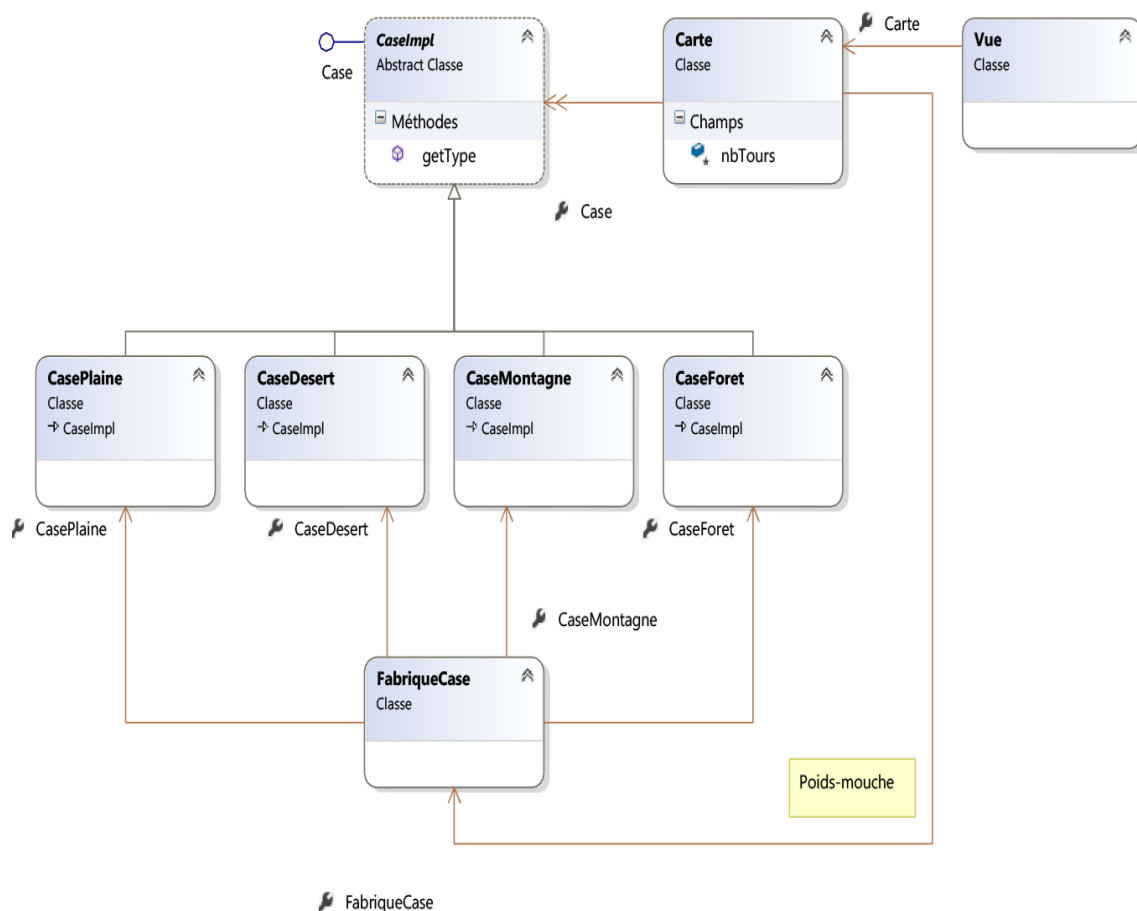 Case
CaseImpl
Abstract Classe
Méthodes
getType
Carte
Classe
Champs
nbTours
Carte
Vue
Classe
Case
CasePlaine
Classe
CaseImpl
CaseDesert
Classe
CaseImpl
CaseMontagne
Classe
CaseImpl
CaseForet
Classe
CaseImpl
CasePlaine
CaseDesert
CaseForet
CaseMontagne
FabriqueCase
Classe
Poids-mouche
FabriqueCase